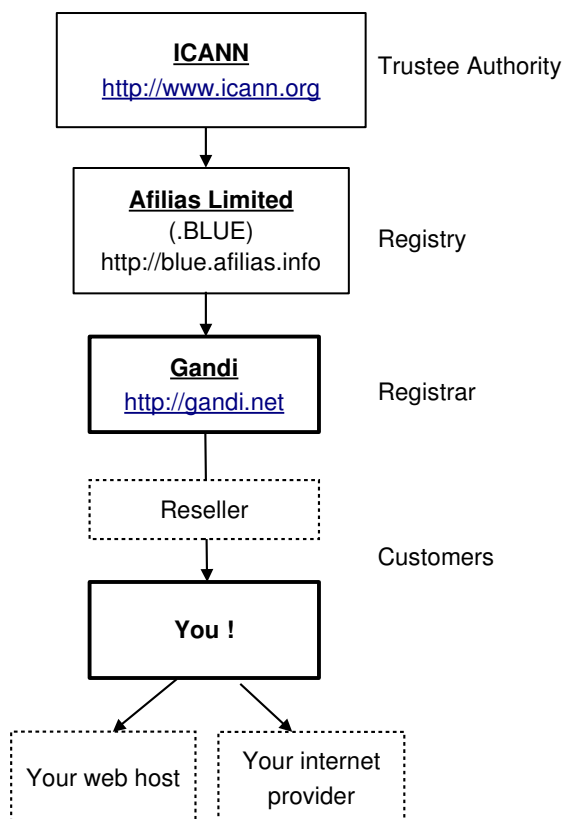 ICANN
http://www.icann.org
Trustee Authority
Afilias Limited
(.BLUE)
http://blue.afilias.info
Registry
Gandi
http://gandi.net
Registrar
Reseller
Customers
You !
Your web host
Your internet
provider